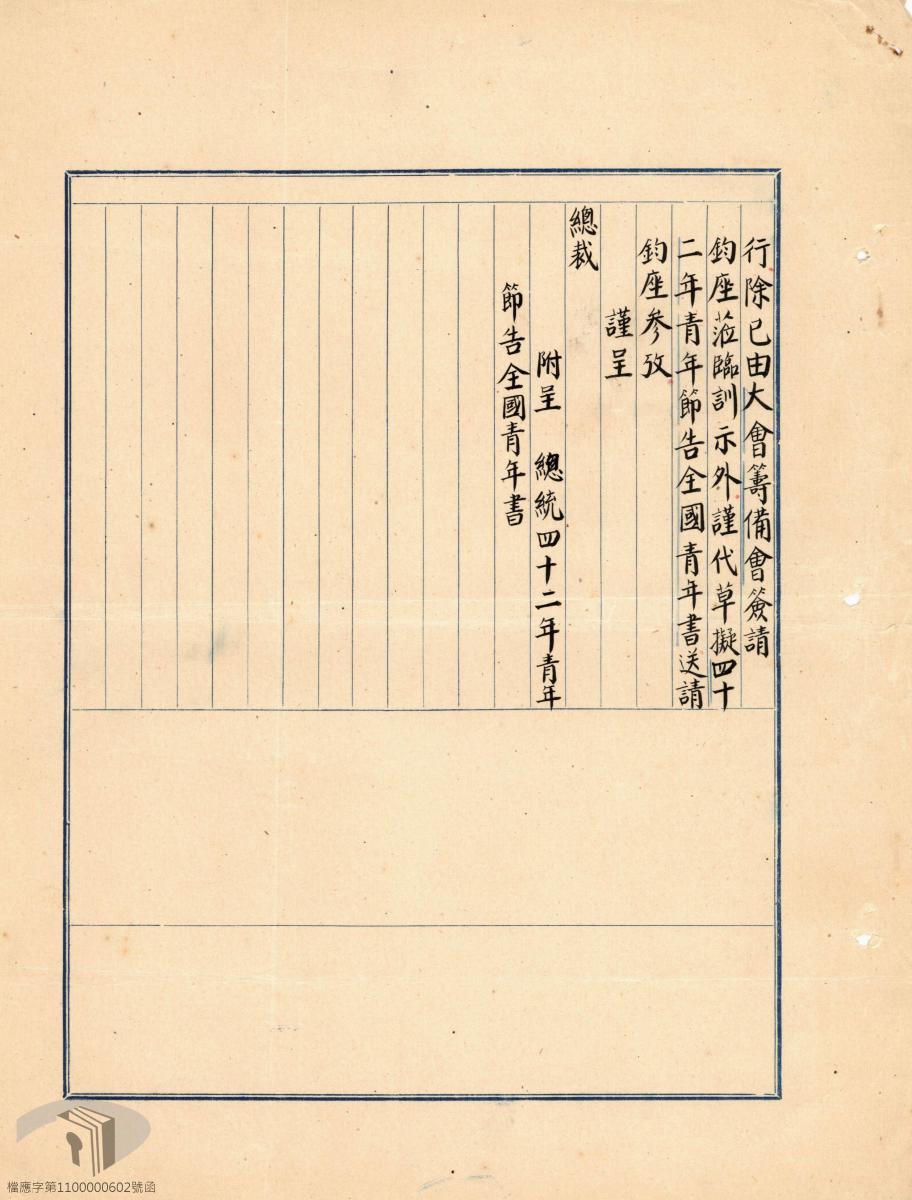 行除已由大會籌備會簽請
鈞座蒞臨訓示外謹代草擬四十
二年青年節告全國青年書送請
鈞座參攷
謹呈
總裁
附呈 總統四十二年青年
節告全國青年書
檔應字第1100000602號函